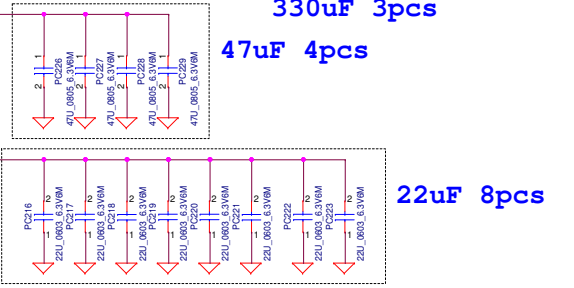 330uF 3pcs
47uF 4pcs
1
2
PC226
47U_0805_6.3V6M
1
2
PC227
47U_0805_6.3V6M
1
2
PC228
47U_0805_6.3V6M
1
2
PC229
47U_0805_6.3V6M
22uF 8pcs
2
1
PC216
22U_0603_6.3V6M
2
1
PC217
22U_0603_6.3V6M
2
1
PC218
22U_0603_6.3V6M
2
1
PC219
22U_0603_6.3V6M
2
1
PC220
22U_0603_6.3V6M
2
1
PC221
22U_0603_6.3V6M
2
1
PC222
22U_0603_6.3V6M
2
1
PC223
22U_0603_6.3V6M